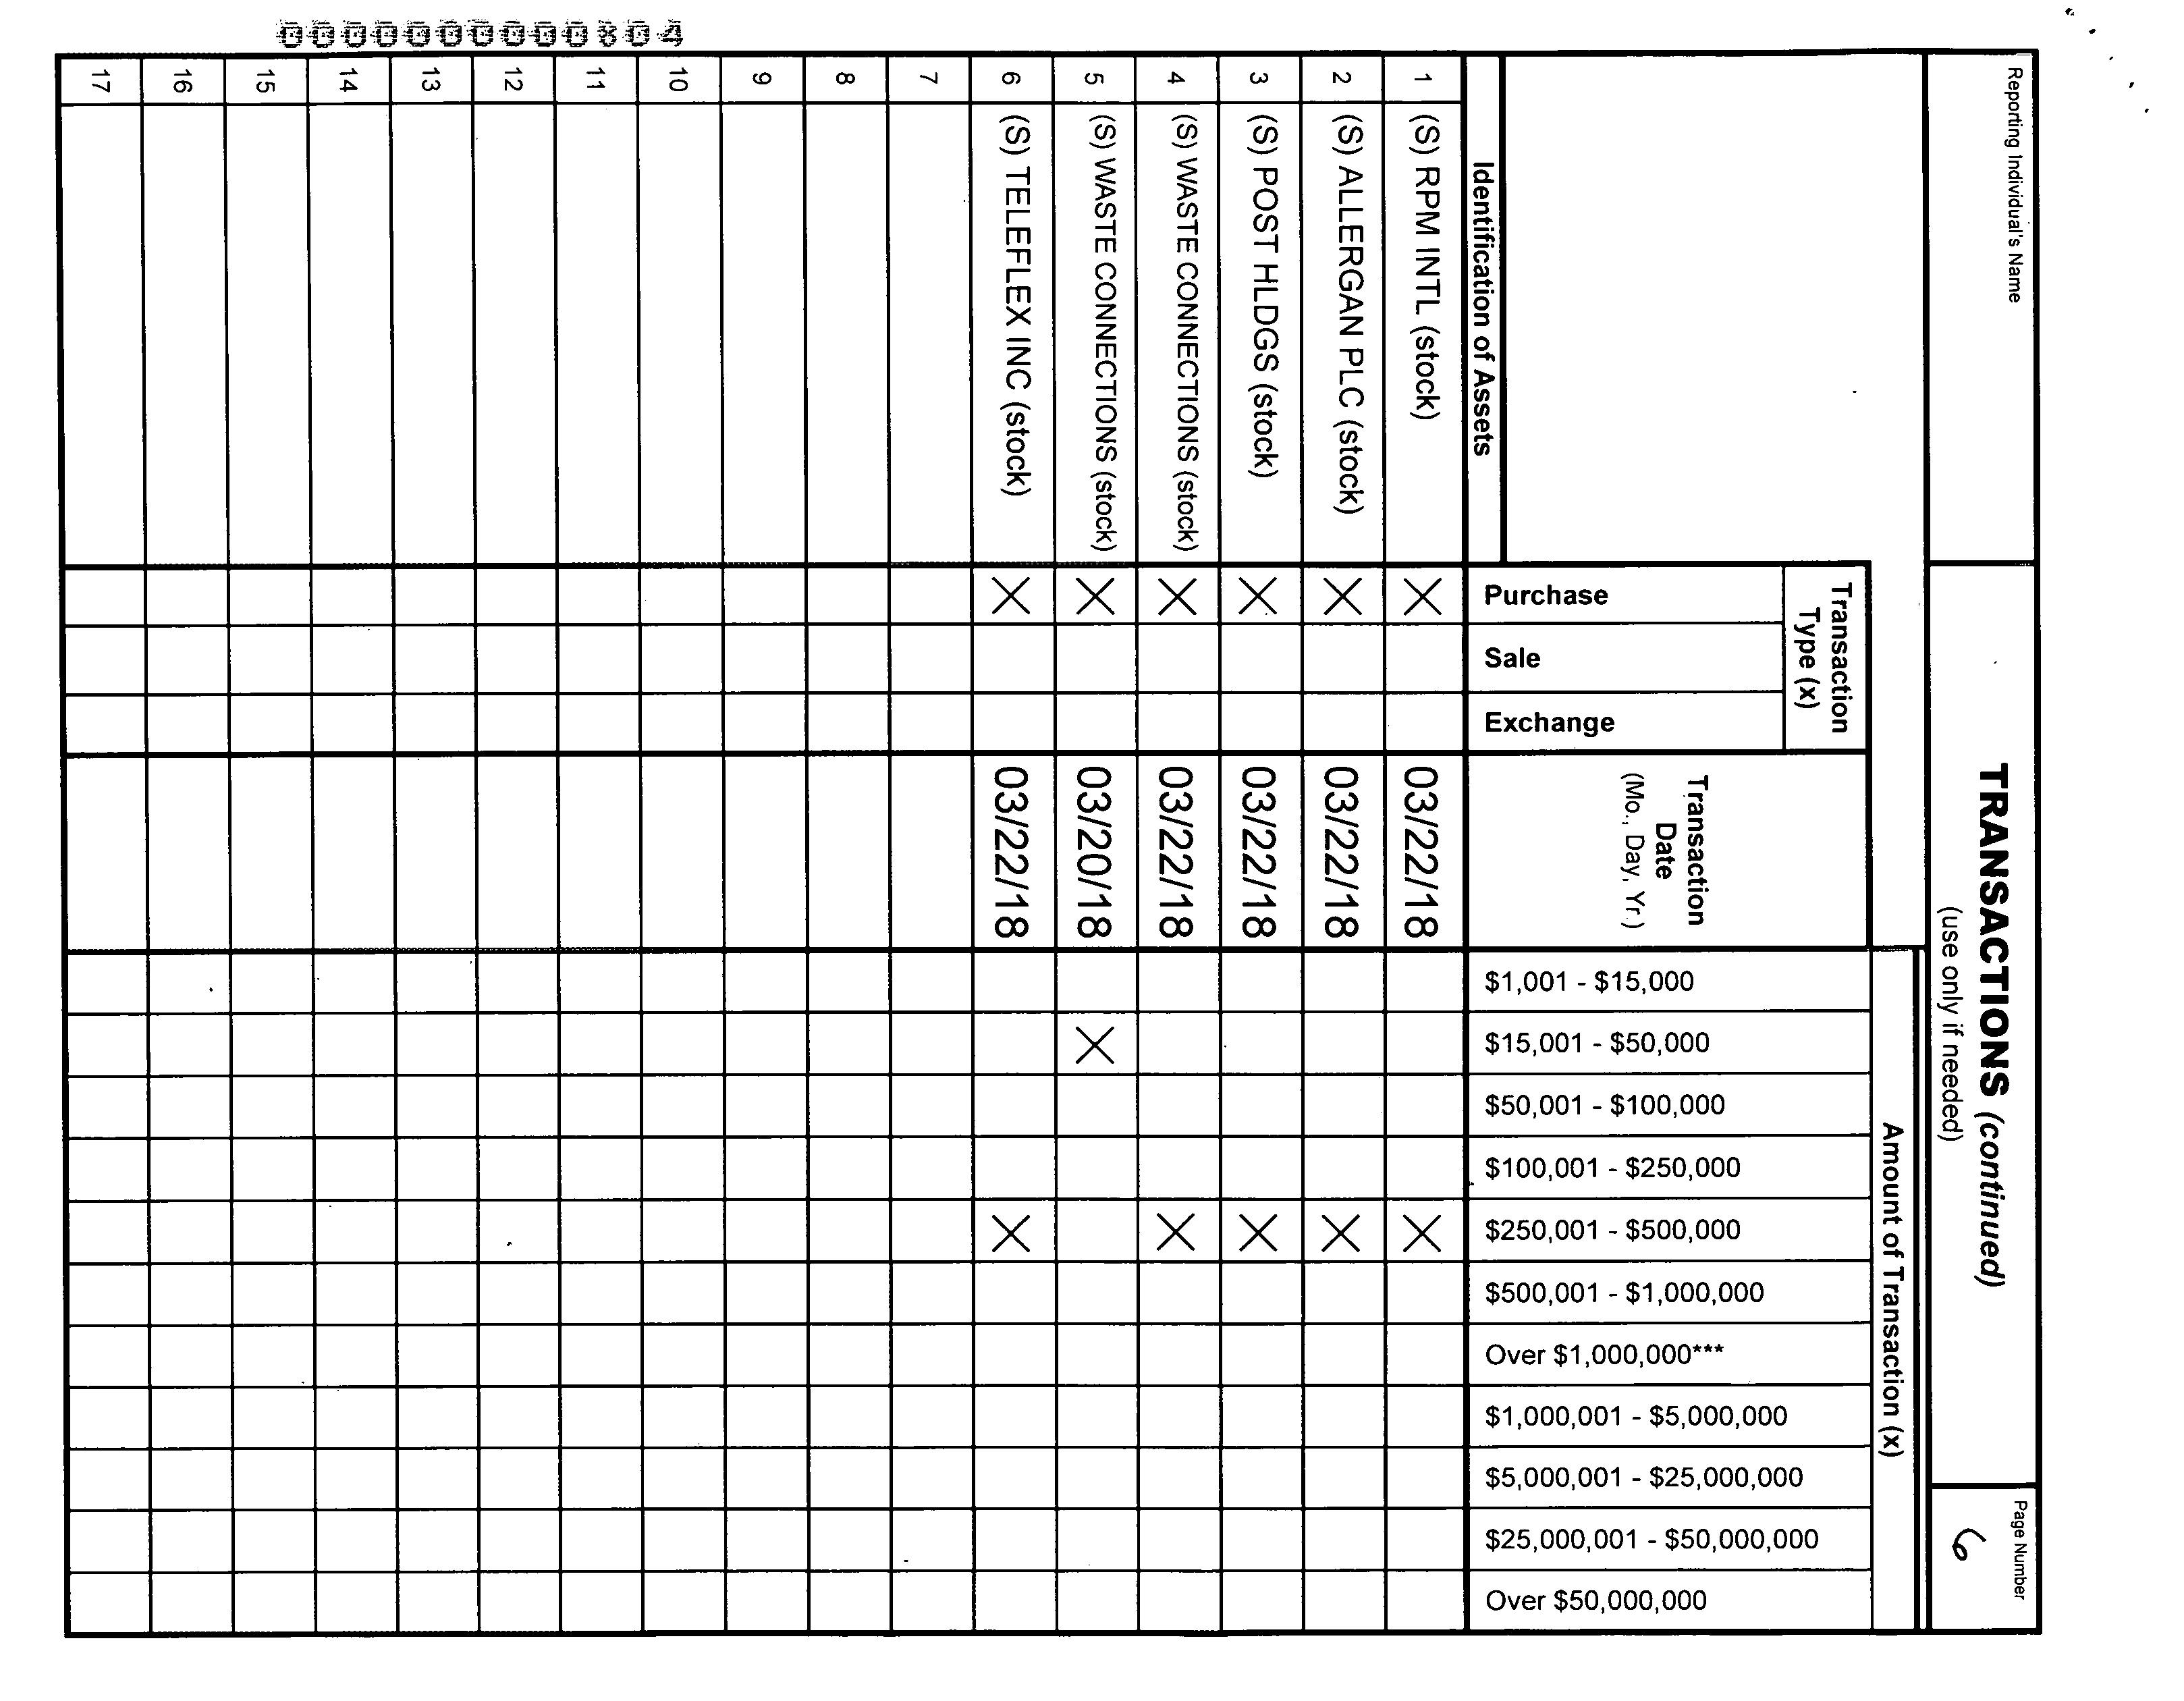 Reporting Individual's Name
TRANSACTIONS (continued)
(use only if needed)
Page Number
6
Transaction
Type (x)
Amount of Transaction (x)
Identification of Assets
Purchase
Sale
Exchange
Transaction
Date
(Mo., Day, Yr.)
$1,001 - $15,000
$15,001 - $50,000
$50,001 - $100,000
$100,001 - $250,000
$250,001 - $500,000
$500,001 - $1,000,000
Over $1,000,000***
$1,000,001 - $5,000,000
$5,000,001 - $25,000,000
$25,000,001 - $50,000,000
Over $50,000,000
1 (S) RPM INTL (stock) X 03/22/18 X
2 (S) ALLERGAN PLC (stock) X 03/22/18 X
3 (S) POST HLDGS (stock) X 03/22/18 X
4 (S) WASTE CONNECTIONS (stock) X 03/22/18 X
5 (S) WASTE CONNECTIONS (stock) X 03/20/18 X
6 (S) TELEFLEX INC (stock) X 03/22/18 X
7
8
9
10
11
12
13
14
15
16
17